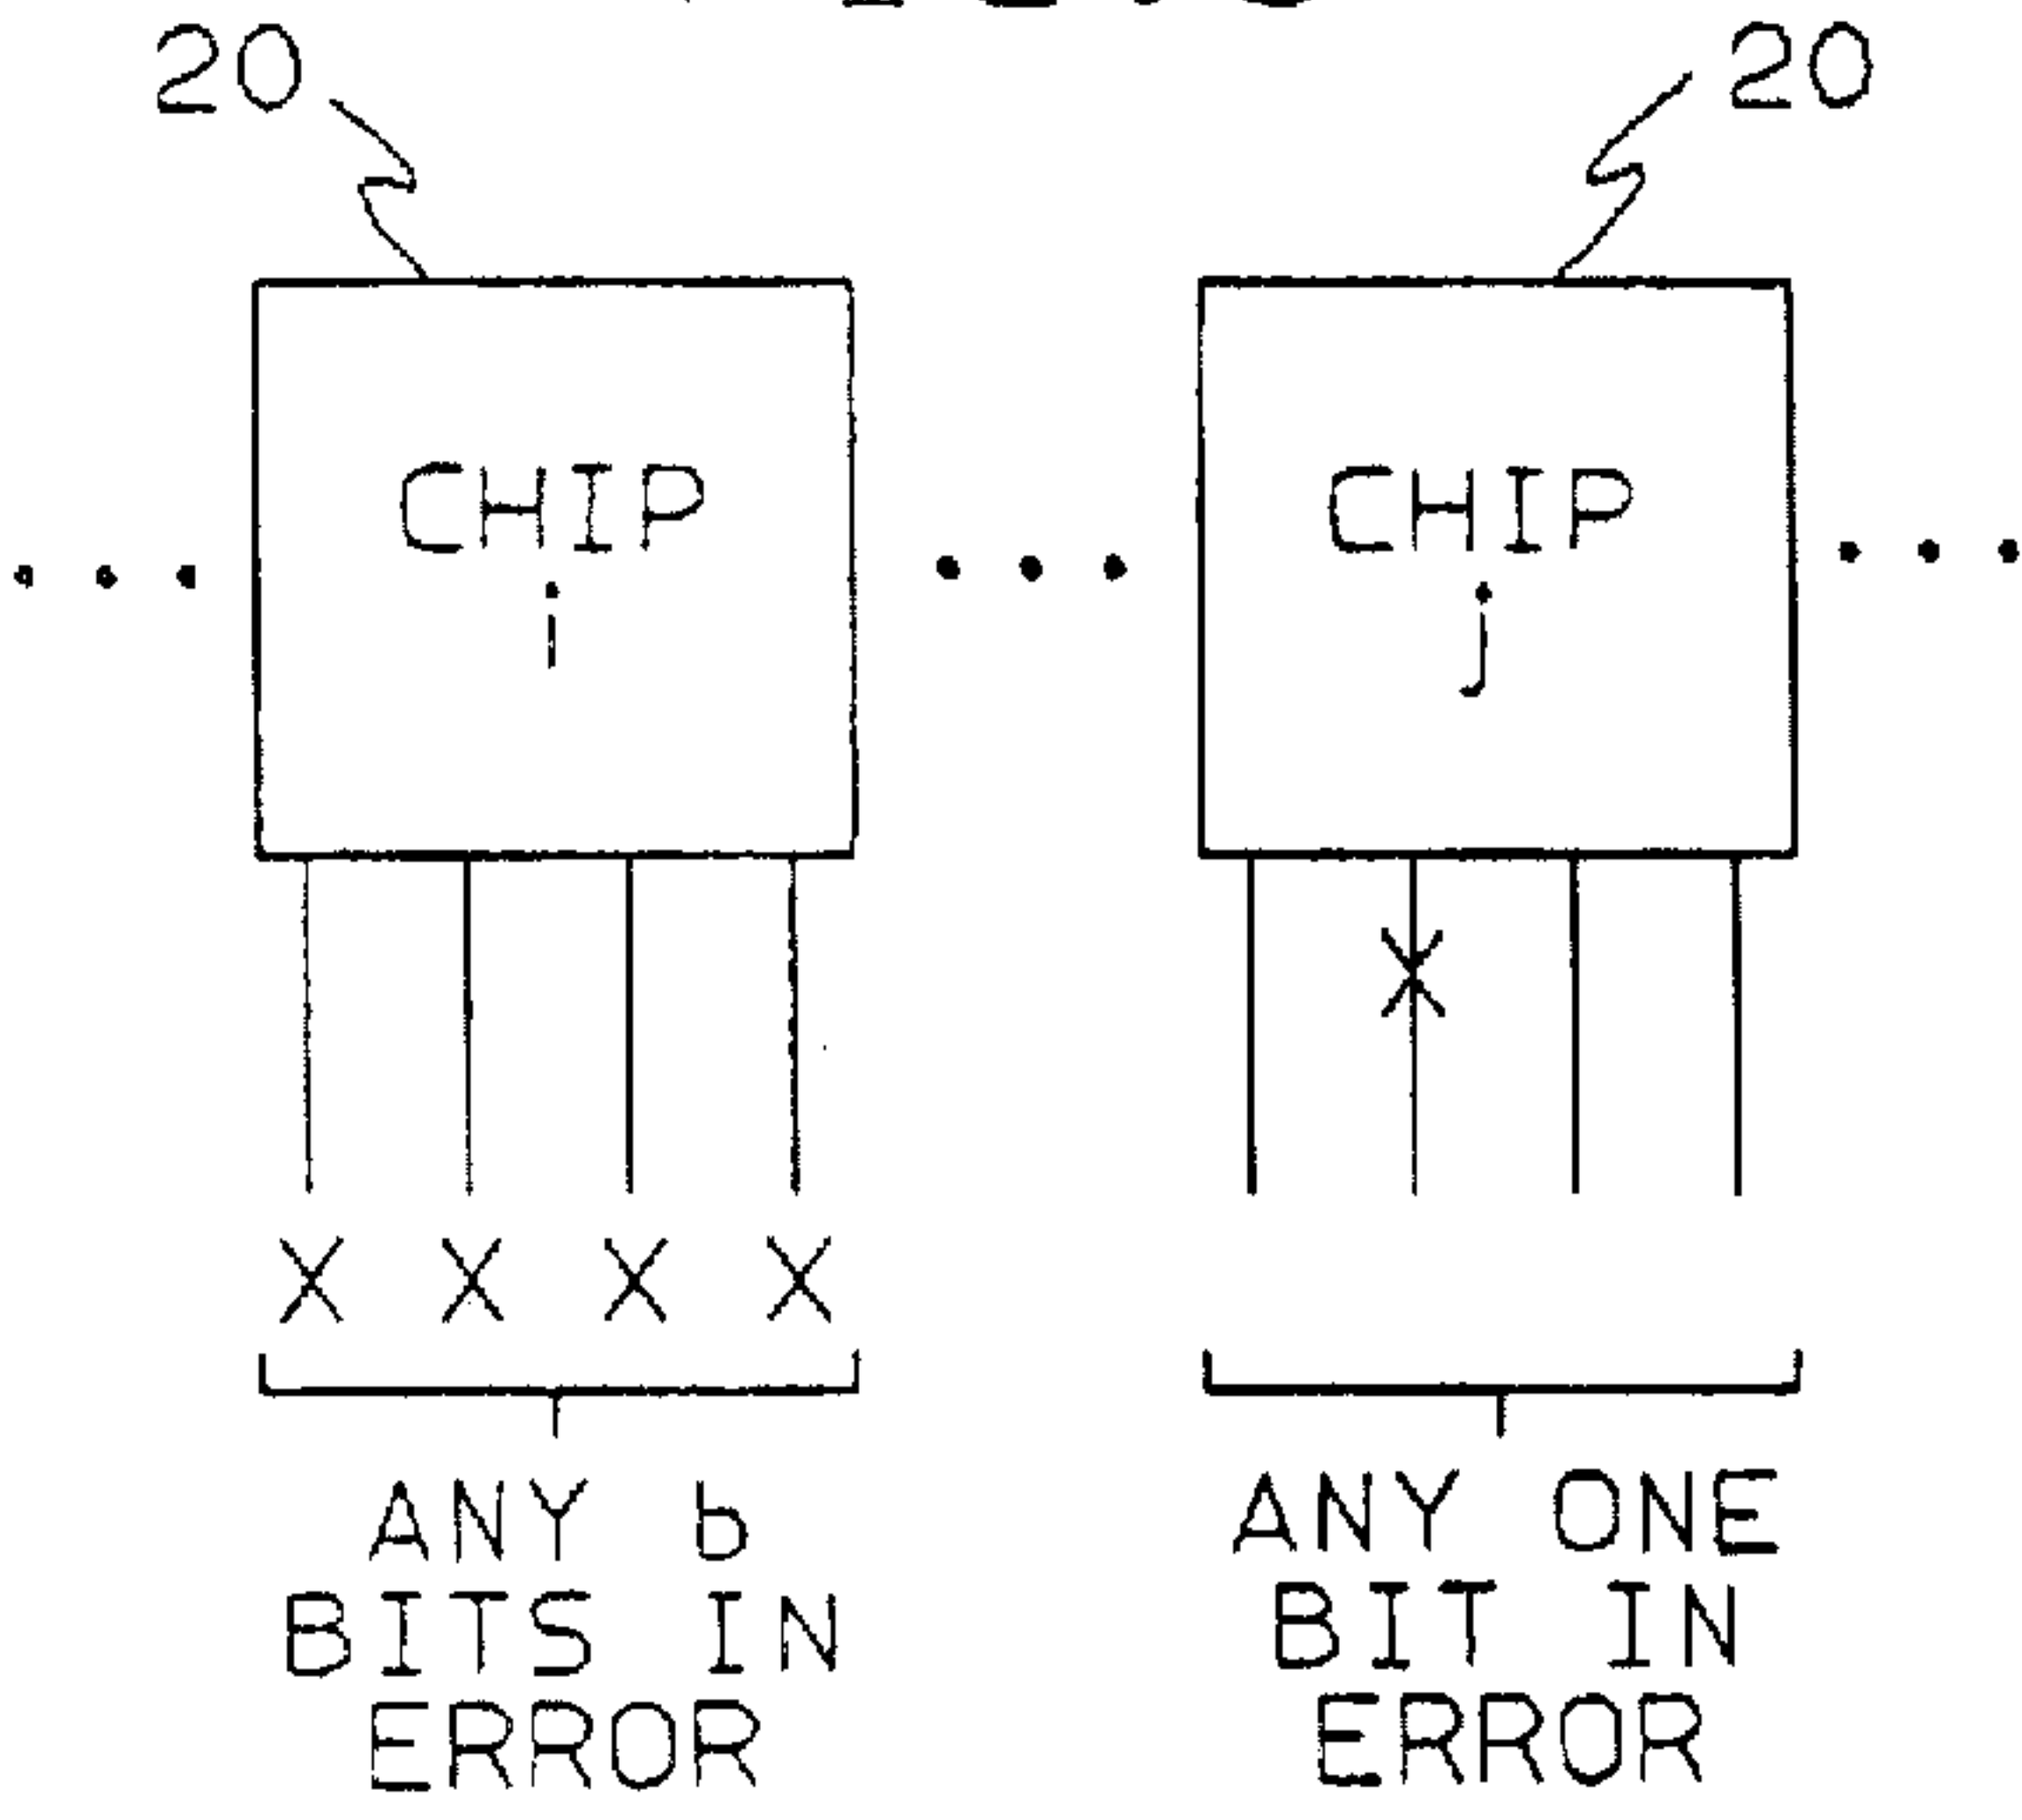 20 20
CHIP
i
CHIP
j
X
X X X X
ANY b
BITS IN
ERROR
ANY ONE
BIT IN
ERROR